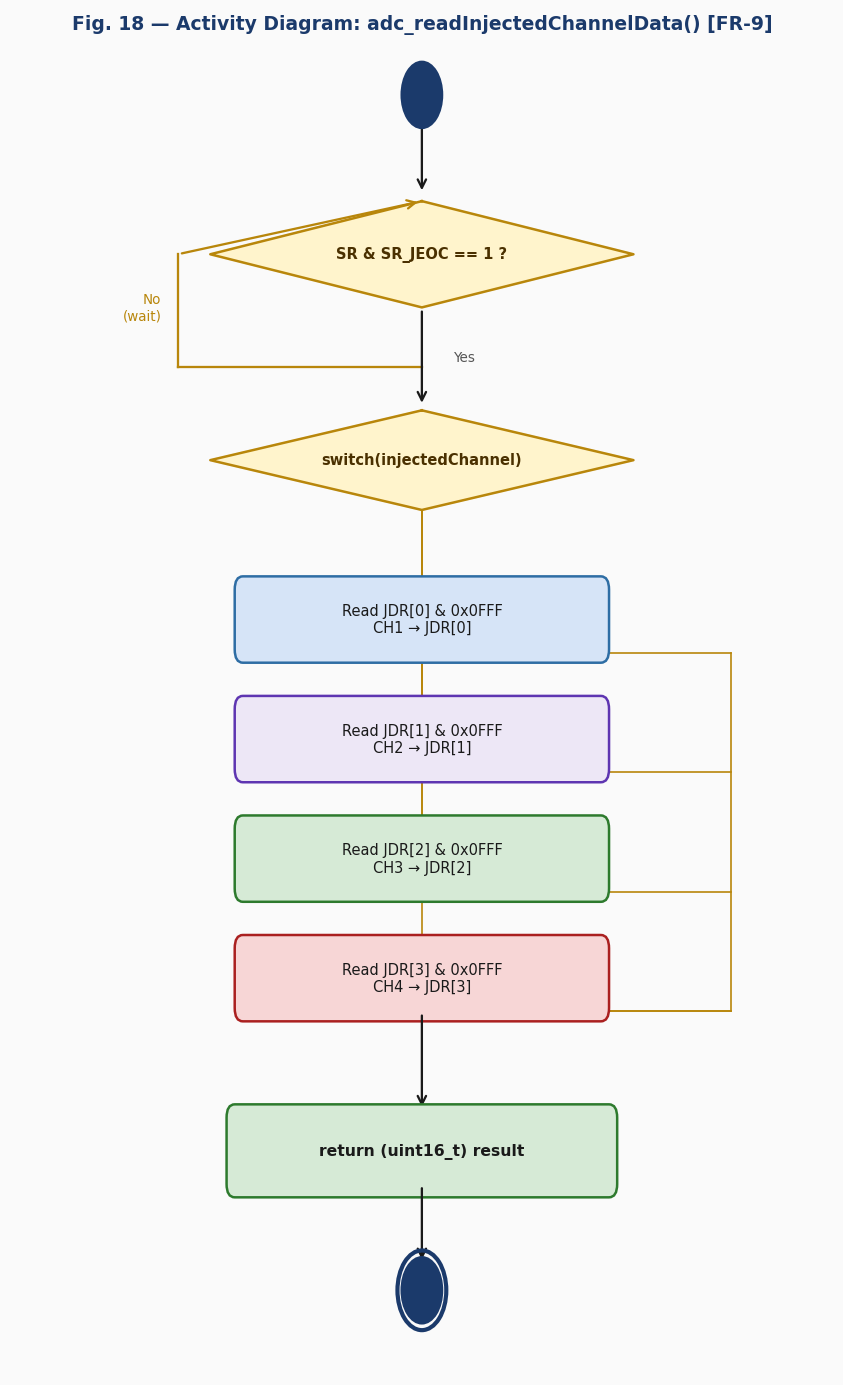 Fig. 18 — Activity Diagram: adc_readInjectedChannelData() [FR-9]
SR & SR_JEOC == 1 ?
No
(wait)
Yes
switch(injectedChannel)
Read JDR[0] & 0x0FFF
CH1 → JDR[0]
Read JDR[1] & 0x0FFF
CH2 → JDR[1]
Read JDR[2] & 0x0FFF
CH3 → JDR[2]
Read JDR[3] & 0x0FFF
CH4 → JDR[3]
return (uint16_t) result